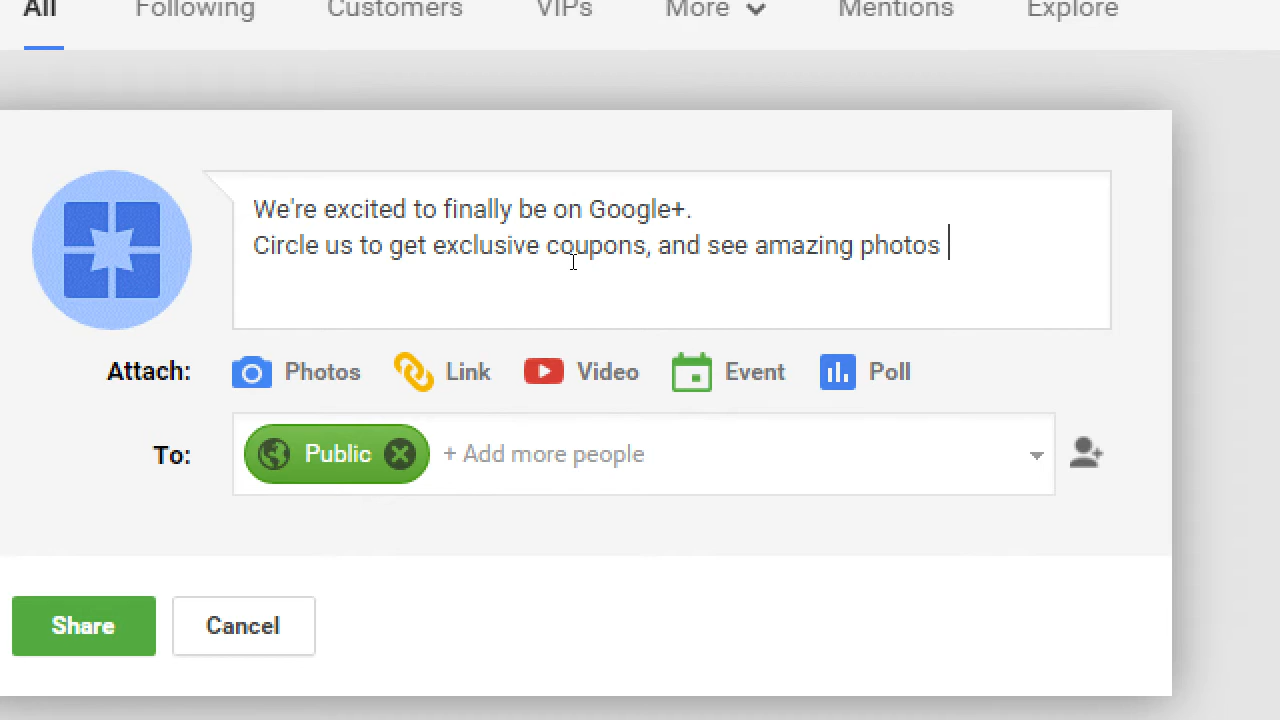 All Following Customers VIPs More Mentions Explore
We're excited to finally be on Google+.
Circle us to get exclusive coupons, and see amazing photos
Attach: Photos Link Video Event Poll
To: Public + Add more people
Share Cancel